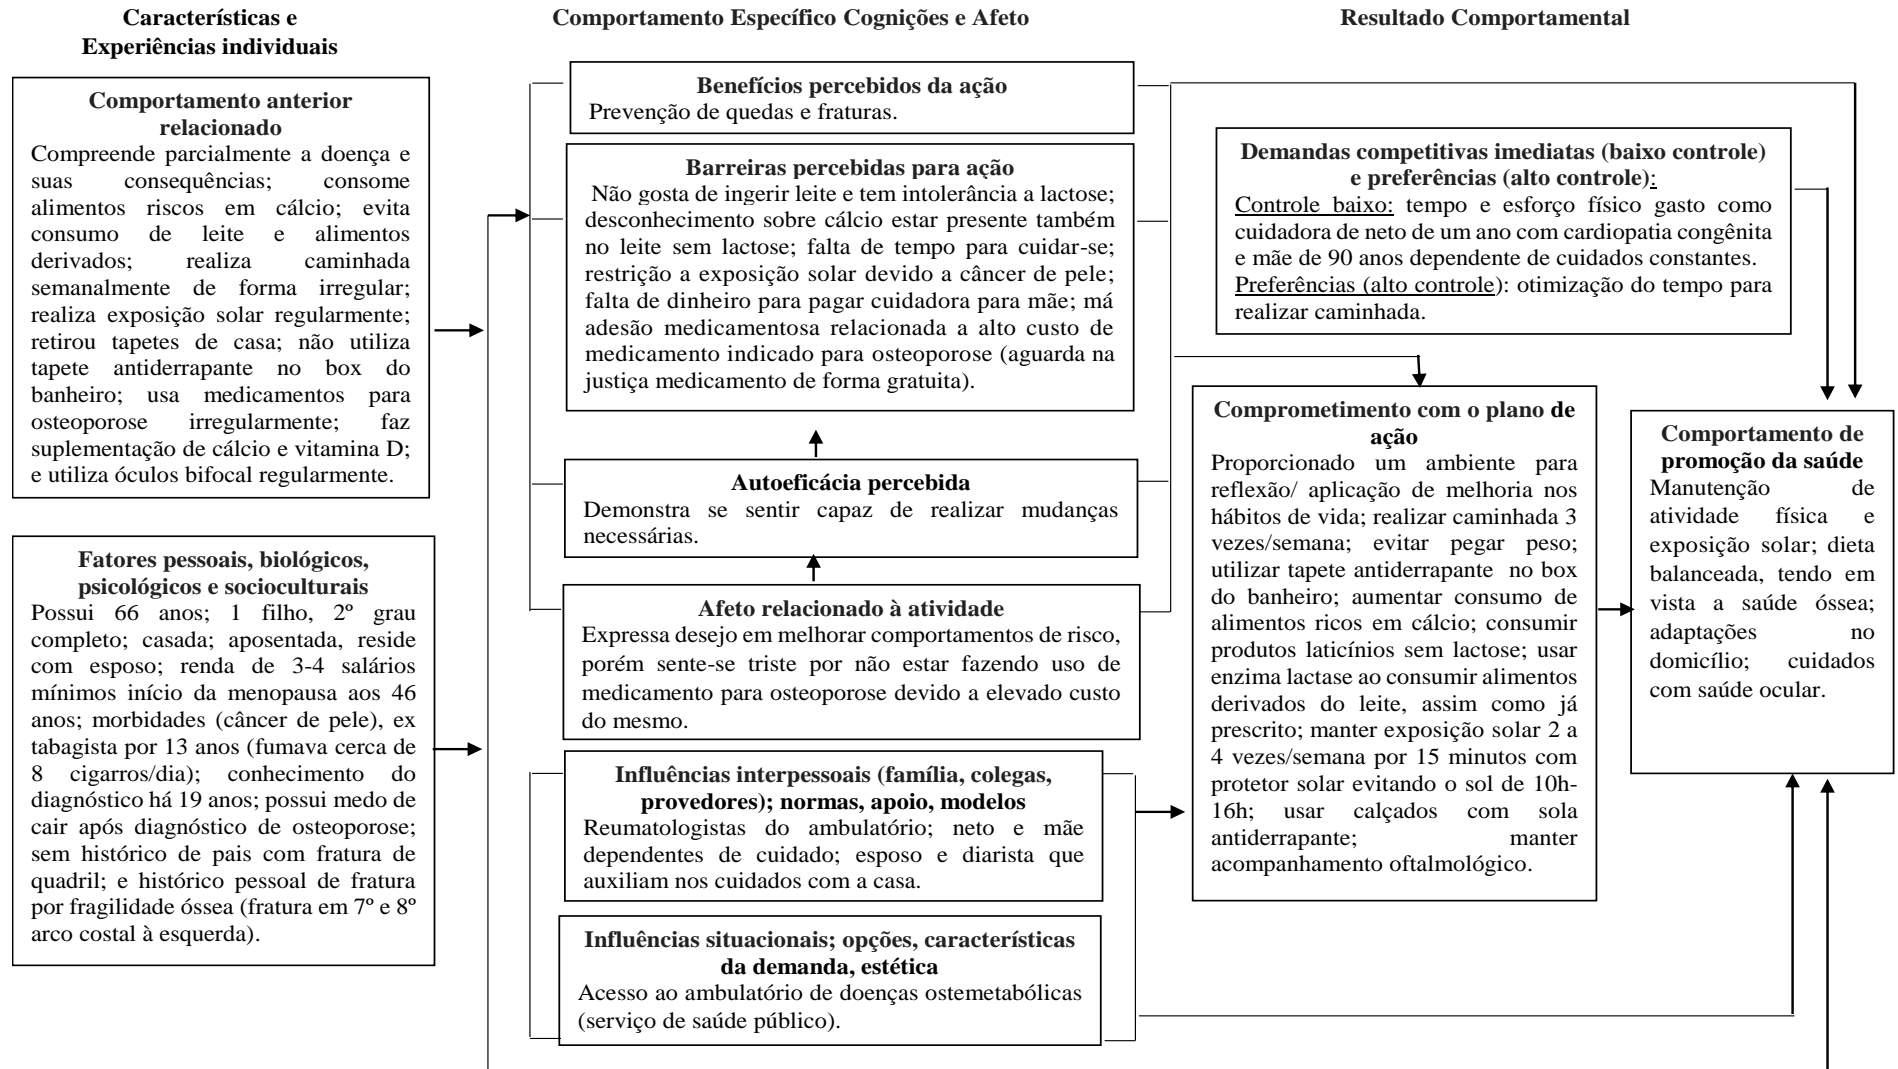 Características e
Experiências individuais
Comportamento anterior
relacionado
Compreende parcialmente a doença e
suas consequências; consome
alimentos riscos em cálcio; evita
consumo de leite e alimentos
derivados; realiza caminhada
semanalmente de forma irregular;
realiza exposição solar regularmente;
retirou tapetes de casa; não utiliza
tapete antiderrapante no box do
banheiro; usa medicamentos para
osteoporose irregularmente; faz
suplementação de cálcio e vitamina D;
e utiliza óculos bifocal regularmente.
Fatores pessoais, biológicos,
psicológicos e socioculturais
Possui 66 anos; 1 filho, 2º grau
completo; casada; aposentada, reside
com esposo; renda de 3-4 salários
mínimos início da menopausa aos 46
anos; morbidades (câncer de pele), ex
tabagista por 13 anos (fumava cerca de
8 cigarros/dia); conhecimento do
diagnóstico há 19 anos; possui medo de
cair após diagnóstico de osteoporose;
sem histórico de pais com fratura de
quadril; e histórico pessoal de fratura
por fragilidade óssea (fratura em 7º e 8º
arco costal à esquerda).
Comportamento Específico Cognições e Afeto
Benefícios percebidos da ação
Prevenção de quedas e fraturas.
Barreiras percebidas para ação
Não gosta de ingerir leite e tem intolerância a lactose;
desconhecimento sobre cálcio estar presente também
no leite sem lactose; falta de tempo para cuidar-se;
restrição a exposição solar devido a câncer de pele;
falta de dinheiro para pagar cuidadora para mãe; má
adesão medicamentosa relacionada a alto custo de
medicamento indicado para osteoporose (aguarda na
justiça medicamento de forma gratuita).
Autoeficácia percebida
Demonstra se sentir capaz de realizar mudanças
necessárias.
Afeto relacionado à atividade
Expressa desejo em melhorar comportamentos de risco,
porém sente-se triste por não estar fazendo uso de
medicamento para osteoporose devido a elevado custo
do mesmo.
Influências interpessoais (família, colegas,
provedores); normas, apoio, modelos
Reumatologistas do ambulatório; neto e mãe
dependentes de cuidado; esposo e diarista que
auxiliam nos cuidados com a casa.
Influências situacionais; opções, características
da demanda, estética
Acesso ao ambulatório de doenças ostemetabólicas
(serviço de saúde público).
Resultado Comportamental
Demandas competitivas imediatas (baixo controle)
e preferências (alto controle):
Controle baixo: tempo e esforço físico gasto como
cuidadora de neto de um ano com cardiopatia congênita
e mãe de 90 anos dependente de cuidados constantes.
Preferências (alto controle): otimização do tempo para
realizar caminhada.
Comprometimento com o plano de
ação
Proporcionado um ambiente para
reflexão/ aplicação de melhoria nos
hábitos de vida; realizar caminhada 3
vezes/semana; evitar pegar peso;
utilizar tapete antiderrapante no box
do banheiro; aumentar consumo de
alimentos ricos em cálcio; consumir
produtos laticínios sem lactose; usar
enzima lactase ao consumir alimentos
derivados do leite, assim como já
prescrito; manter exposição solar 2 a
4 vezes/semana por 15 minutos com
protetor solar evitando o sol de 10h-
16h; usar calçados com sola
antiderrapante; manter
acompanhamento oftalmológico.
Comportamento de
promoção da saúde
Manutenção de
atividade física e
exposição solar; dieta
balanceada, tendo em
vista a saúde óssea;
adaptações no
domicílio; cuidados
com saúde ocular.